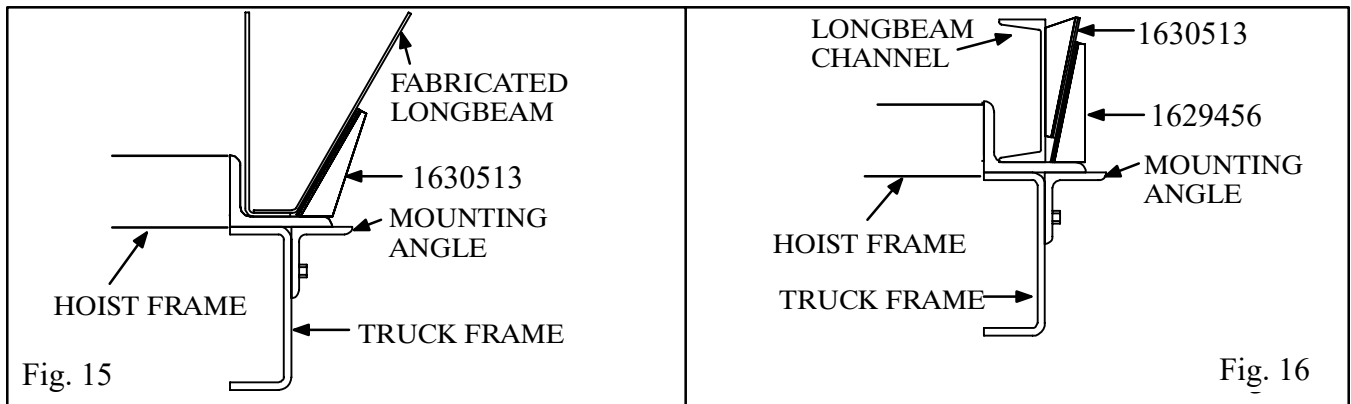 FABRICATED
LONGBEAM
1630513
MOUNTING
ANGLE
HOIST FRAME
TRUCK FRAME
Fig. 15
LONGBEAM
CHANNEL
1630513
1629456
MOUNTING
ANGLE
HOIST FRAME
TRUCK FRAME
Fig. 16